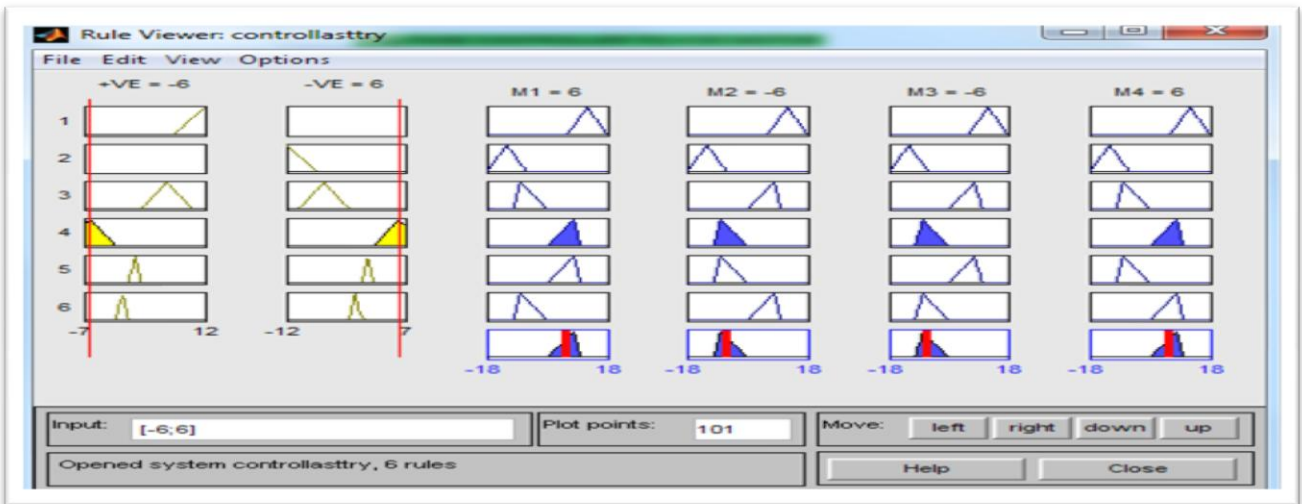 Rule Viewer: controllasttry
File Edit View Options
+VE = -6 -VE = 6 M1 = 6 M2 = -6 M3 = -6 M4 = 6
1
2
3
4
5
6
-7 12 -12 7
-18 18 -18 18 -18 18 -18 18
Input: [-6;6] Plot points: 101 Move: left right down up
Opened system controllasttry, 6 rules Help Close